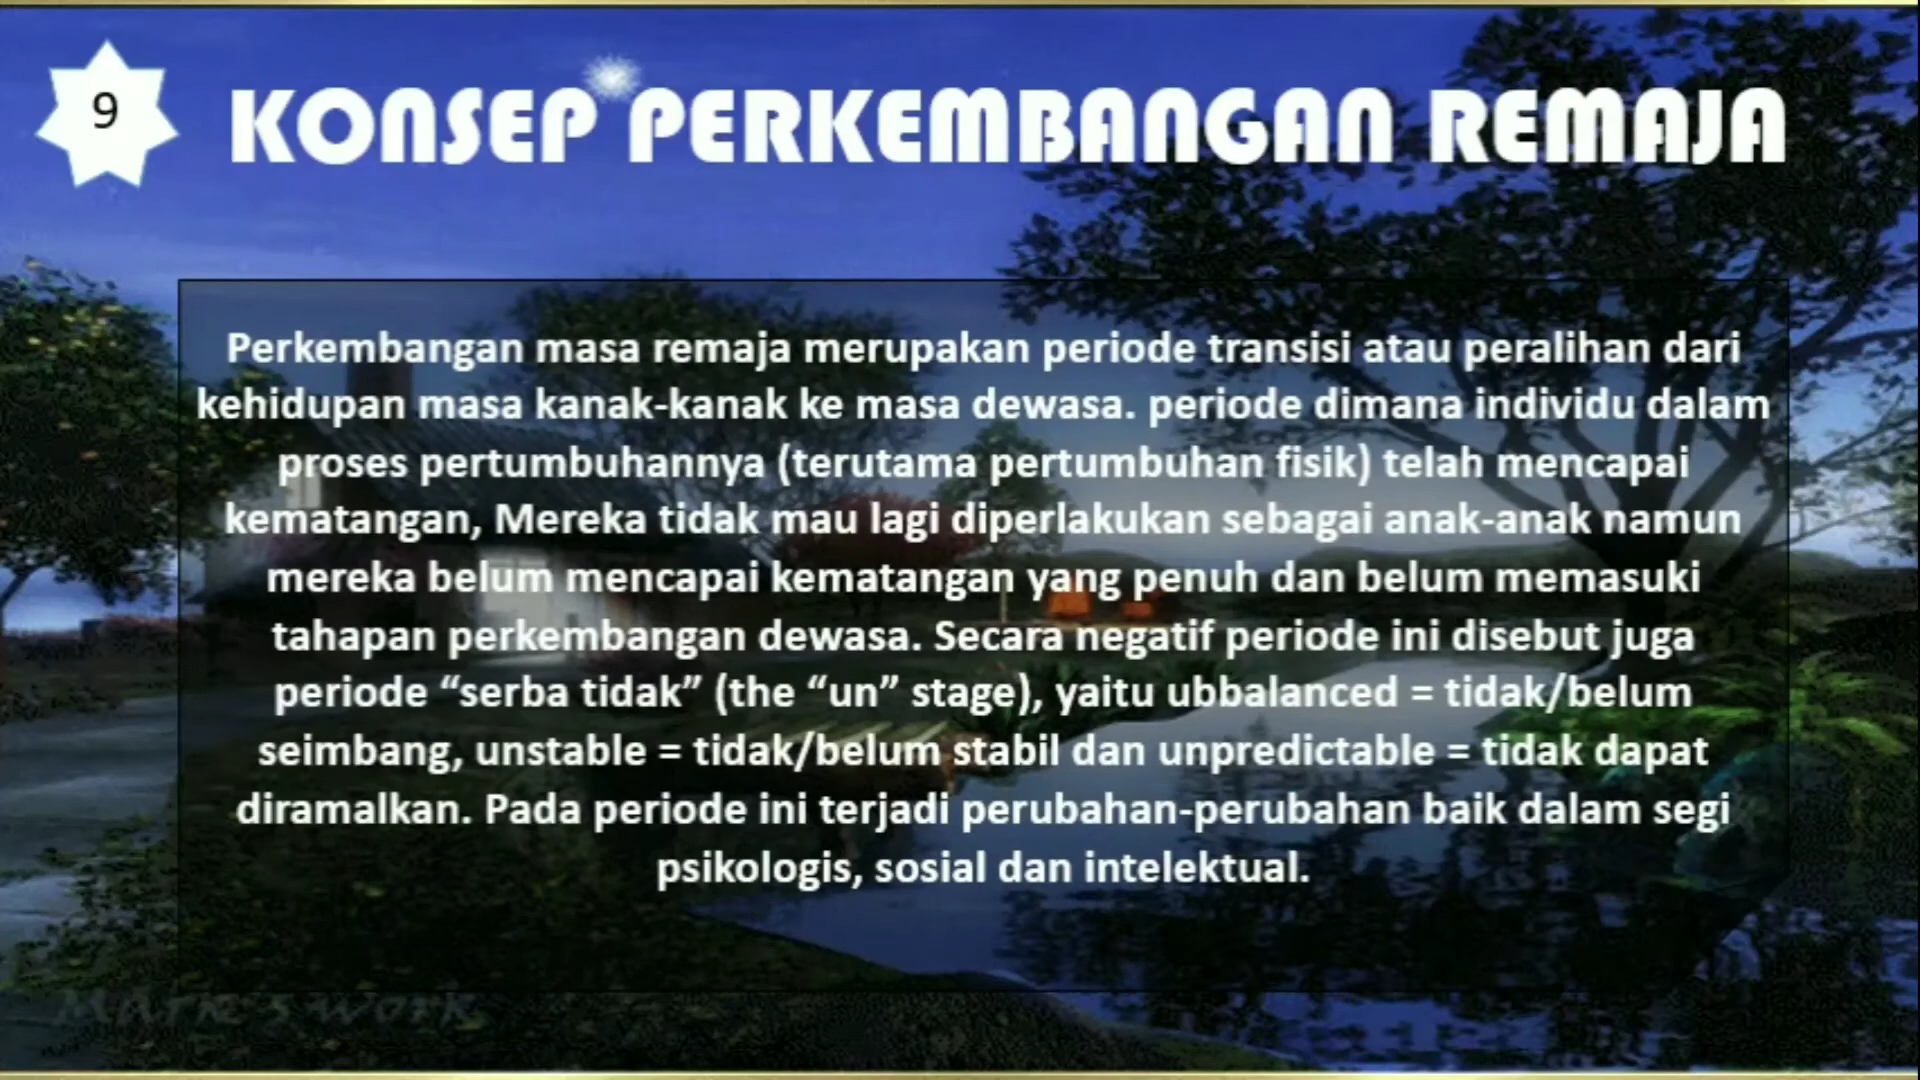 9
KONSEP PERKEMBANGAN REMAJA
Perkembangan masa remaja merupakan periode transisi atau peralihan dari
kehidupan masa kanak-kanak ke masa dewasa. periode dimana individu dalam
proses pertumbuhannya (terutama pertumbuhan fisik) telah mencapai
kematangan, Mereka tidak mau lagi diperlakukan sebagai anak-anak namun
mereka belum mencapai kematangan yang penuh dan belum memasuki
tahapan perkembangan dewasa. Secara negatif periode ini disebut juga
periode “serba tidak” (the “un” stage), yaitu ubbalanced = tidak/belum
seimbang, unstable = tidak/belum stabil dan unpredictable = tidak dapat
diramalkan. Pada periode ini terjadi perubahan-perubahan baik dalam segi
psikologis, sosial dan intelektual.
Mark's work